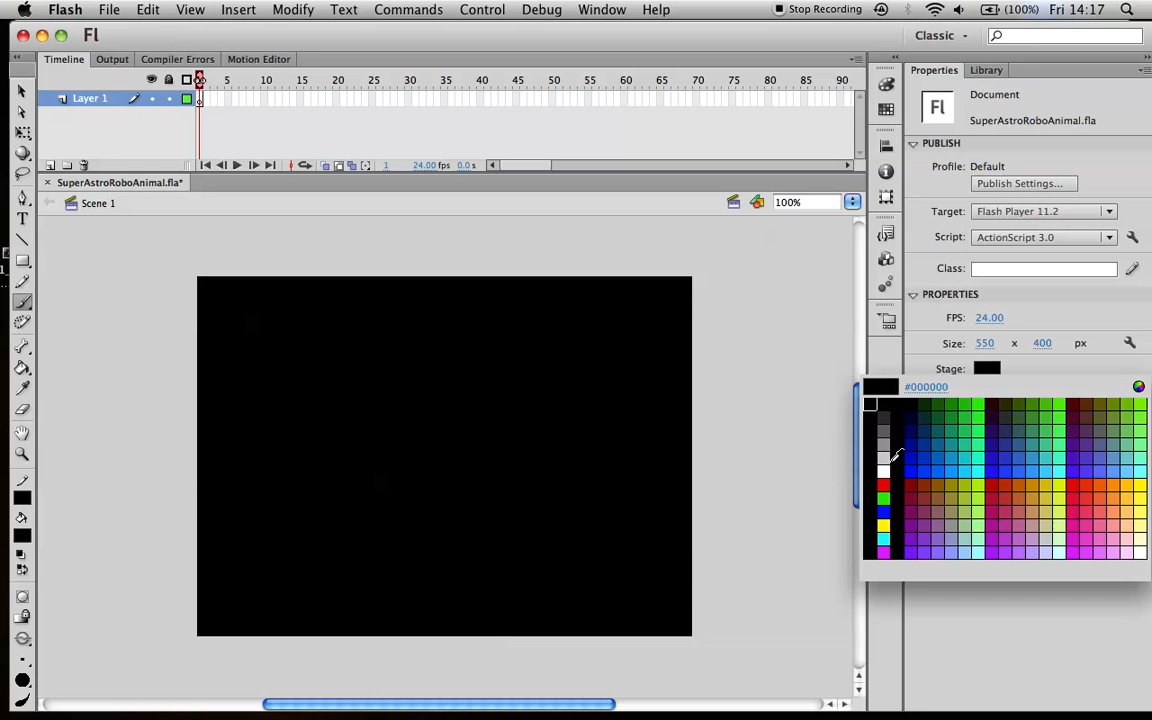 Flash File Edit View Insert Modify Text Commands Control Debug Window Help Stop Recording (100%) Fri 14:17
Fl Classic
Timeline Output Compiler Errors Motion Editor
5 10 15 20 25 30 35 40 45 50 55 60 65 70 75 80 85 90
Layer 1
1 24.00 fps 0.0 s
SuperAstroRoboAnimal.fla*
Scene 1 100%
Properties Library
Fl Document
SuperAstroRoboAnimal.fla
PUBLISH
Profile: Default
Publish Settings...
Target: Flash Player 11.2
Script: ActionScript 3.0
Class:
PROPERTIES
FPS: 24.00
Size: 550 x 400 px
Stage:
#000000